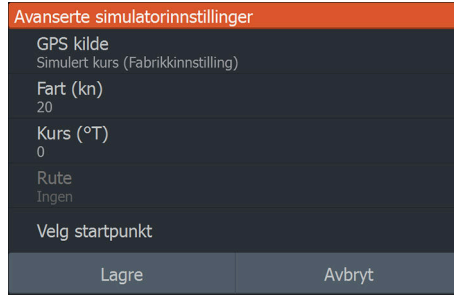 Avanserte simulatorinnstillinger
GPS kilde
Simulert kurs (Fabrikkinnstilling)
Fart (kn)
20
Kurs (°T)
0
Rute
Ingen
Velg startpunkt
Lagre
Avbryt